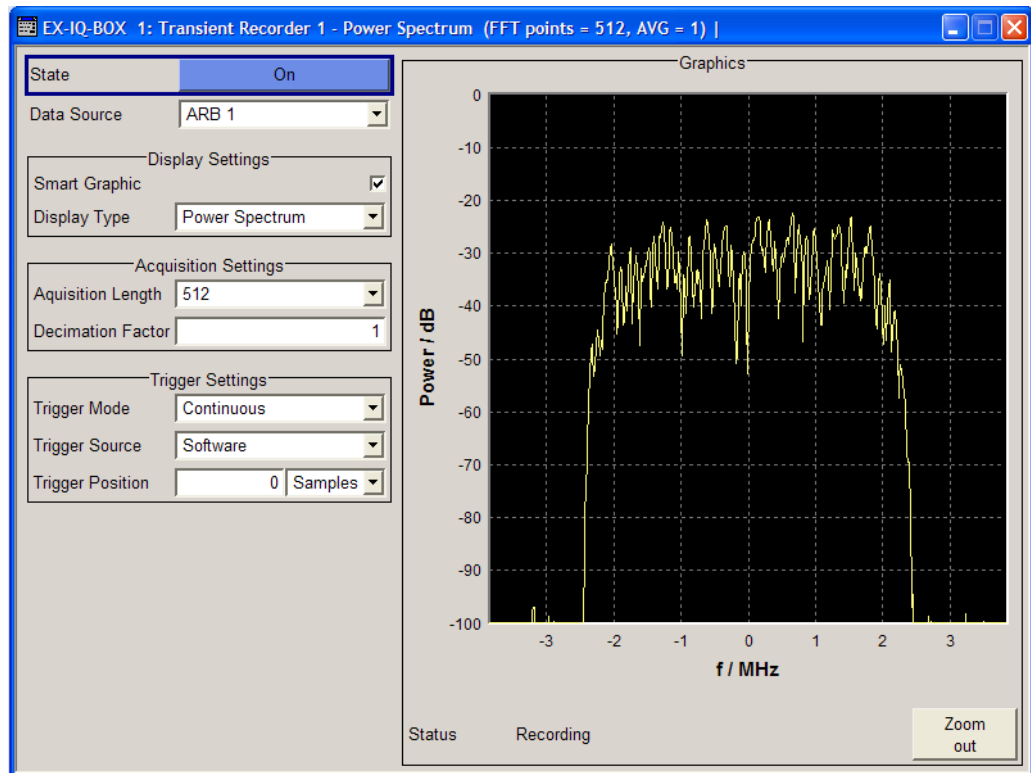 EX-IQ-BOX 1: Transient Recorder 1 - Power Spectrum (FFT points = 512, AVG = 1) |
State On
Data Source ARB 1
Display Settings
Smart Graphic
Display Type Power Spectrum
Acquisition Settings
Aquisition Length 512
Decimation Factor 1
Trigger Settings
Trigger Mode Continuous
Trigger Source Software
Trigger Position 0 Samples
Graphics
0
-10
-20
-30
-40
-50
-60
-70
-80
-90
-100
Power / dB
-3 -2 -1 0 1 2 3
f / MHz
Status Recording
Zoom
out